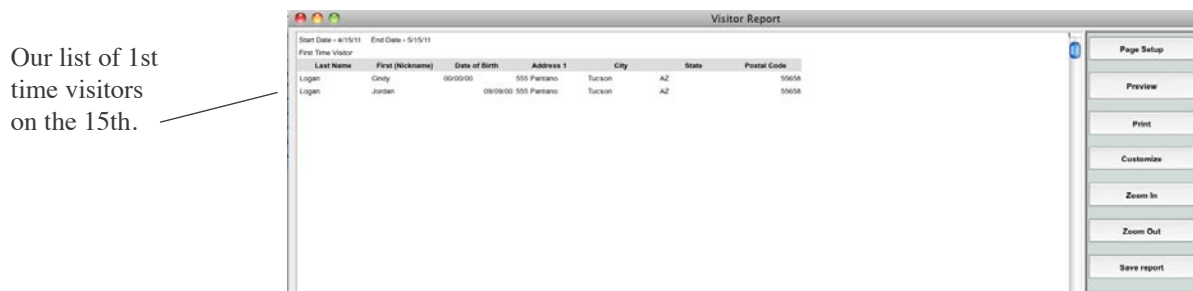 Visitor Report
Our list of 1st
time visitors
on the 15th.
Start Date - 4/15/11 End Date - 5/15/11
First Time Visitor
Last Name First (Nickname) Date of Birth Address 1 City State Postal Code
Logan Cindy 00/00/00 555 Pantano Tucson AZ 55658
Logan Jordan 09/09/00 555 Pantano Tucson AZ 55658
Page Setup
Preview
Print
Customize
Zoom In
Zoom Out
Save report